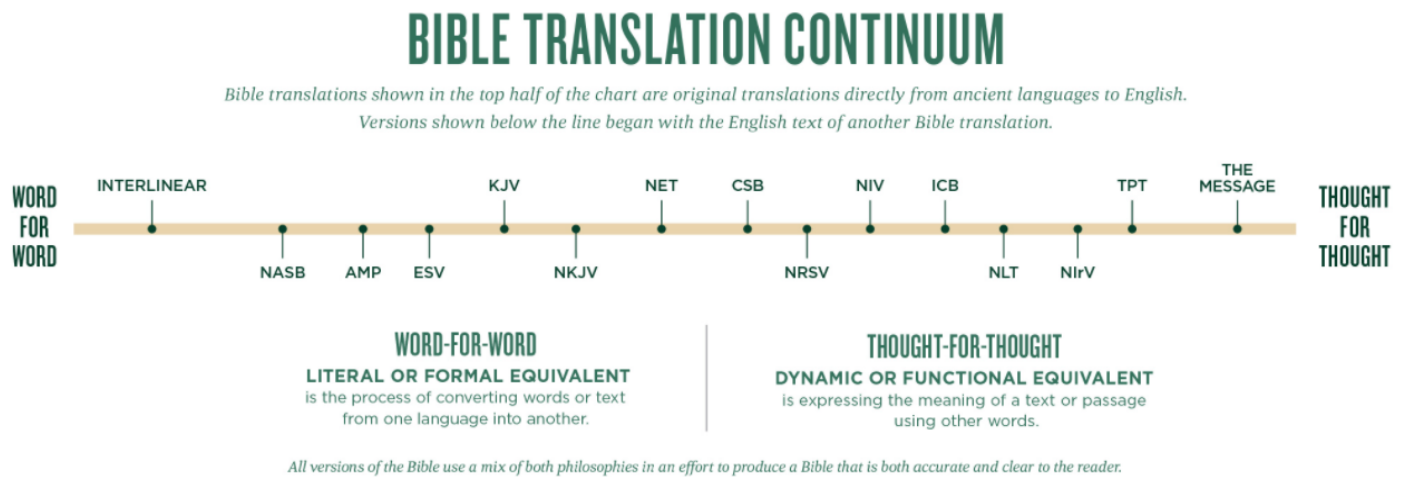 BIBLE TRANSLATION CONTINUUM
Bible translations shown in the top half of the chart are original translations directly from ancient languages to English.
Versions shown below the line began with the English text of another Bible translation.
WORD
FOR
WORD
INTERLINEAR
KJV
NET
CSB
NIV
ICB
TPT
THE
MESSAGE
NASB
AMP
ESV
NKJV
NRSV
NLT
NIrV
THOUGHT
FOR
THOUGHT
WORD-FOR-WORD
LITERAL OR FORMAL EQUIVALENT
is the process of converting words or text
from one language into another.
THOUGHT-FOR-THOUGHT
DYNAMIC OR FUNCTIONAL EQUIVALENT
is expressing the meaning of a text or passage
using other words.
All versions of the Bible use a mix of both philosophies in an effort to produce a Bible that is both accurate and clear to the reader.